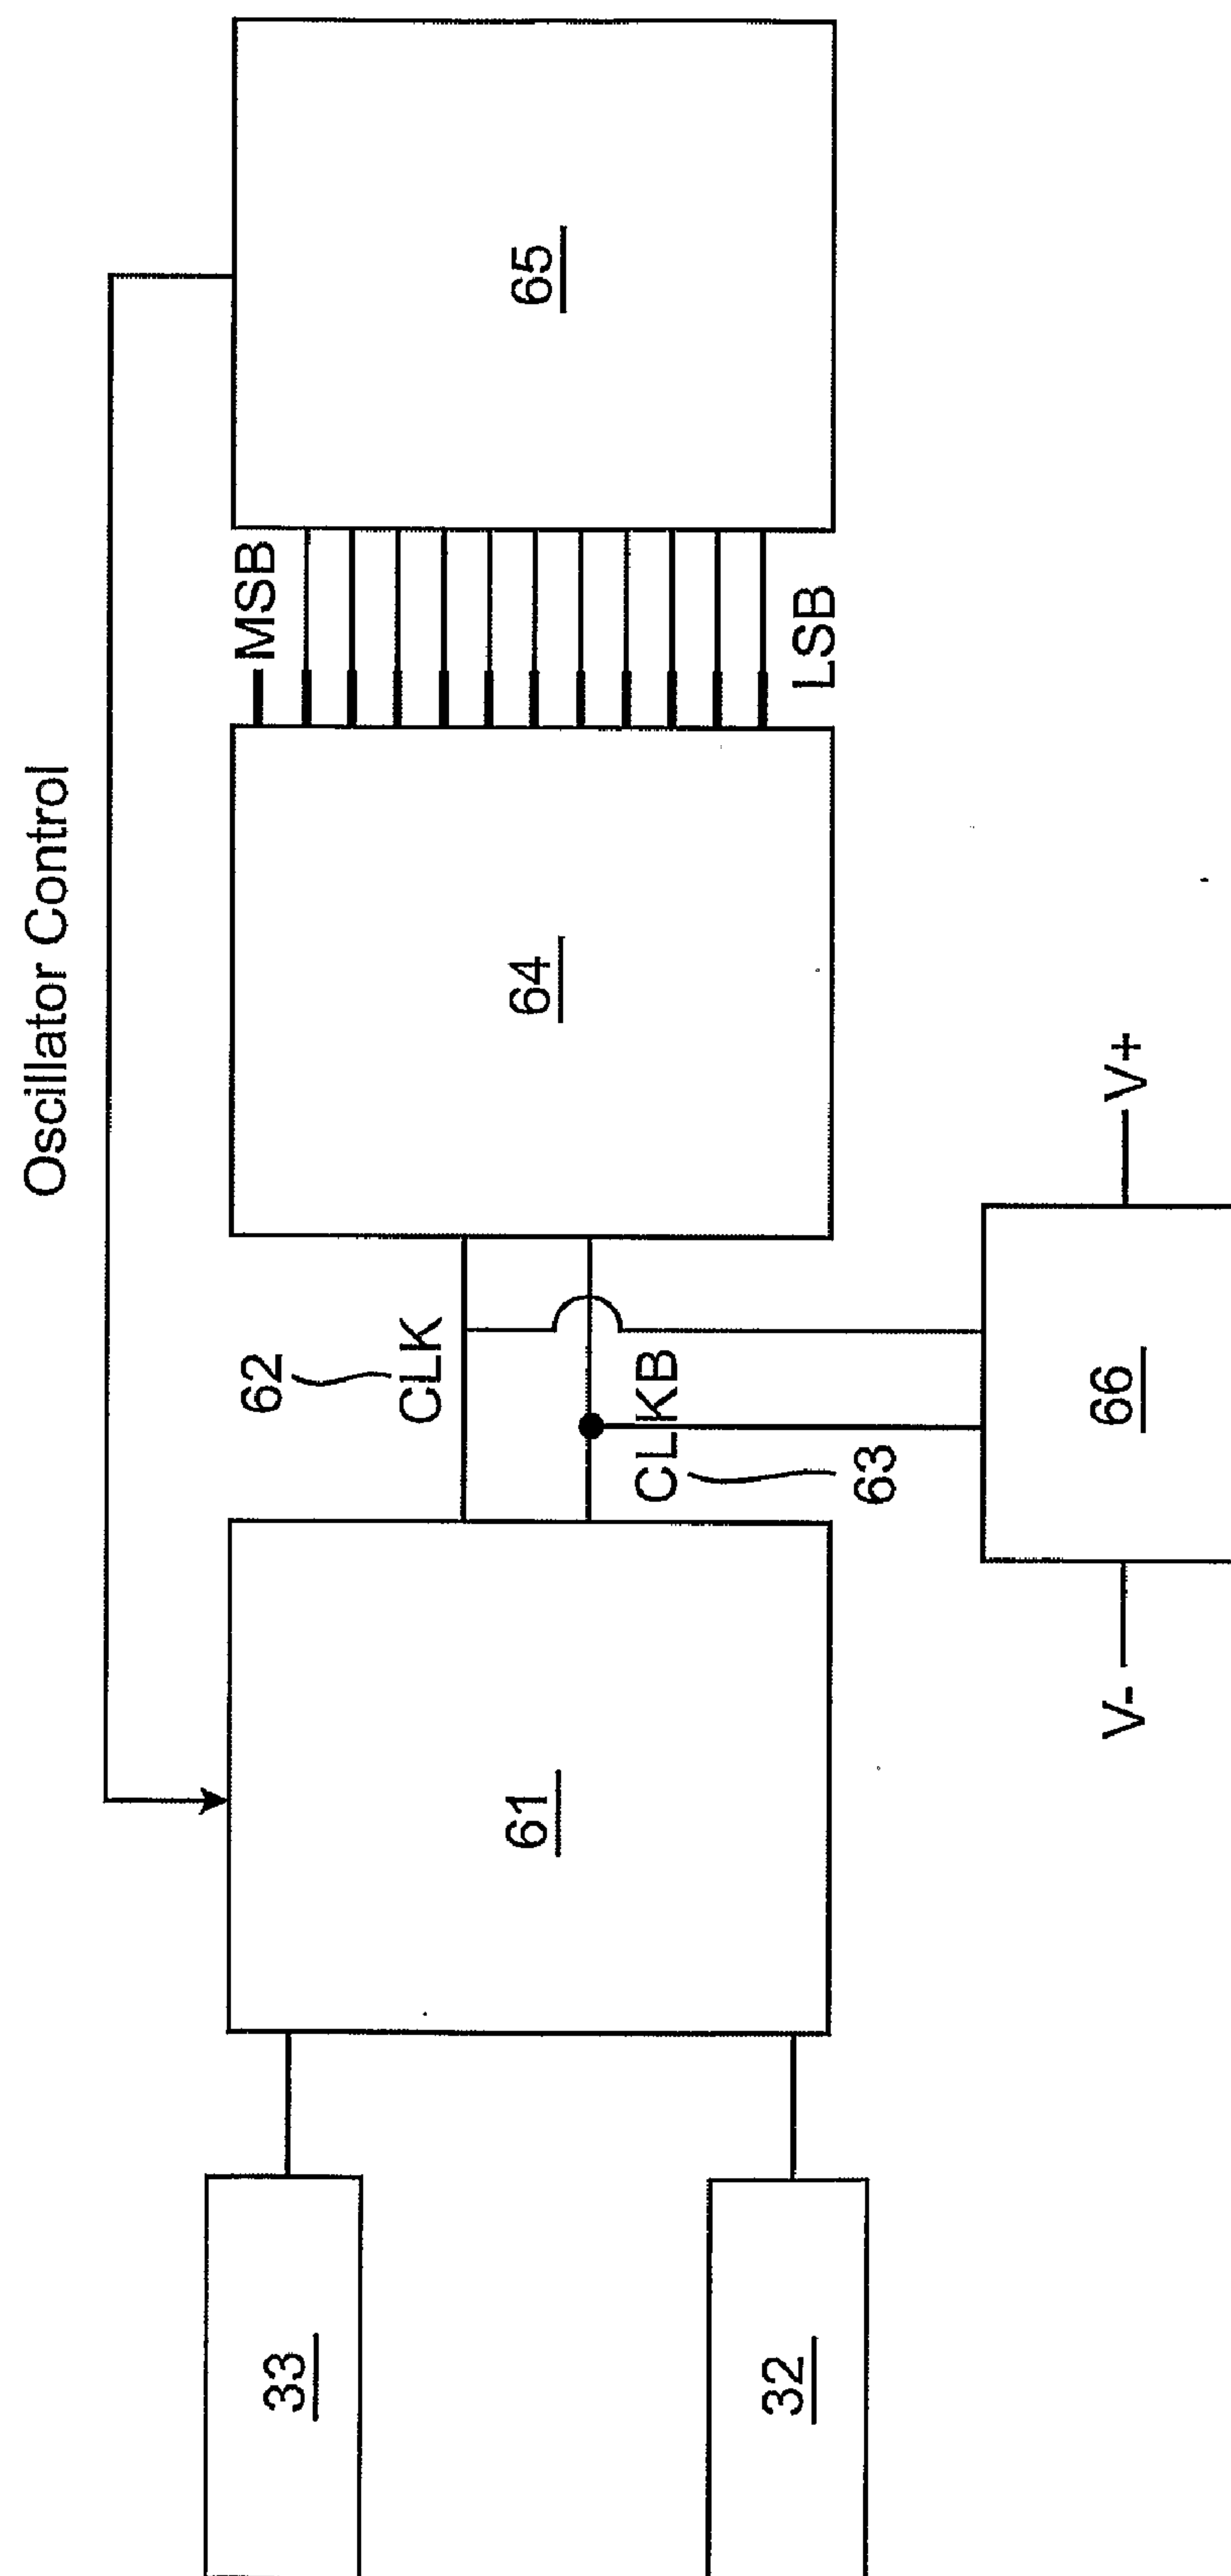 Oscillator Control
33
32
61
62
CLK
CLKB
63
64
MSB
LSB
65
V-
66
V+